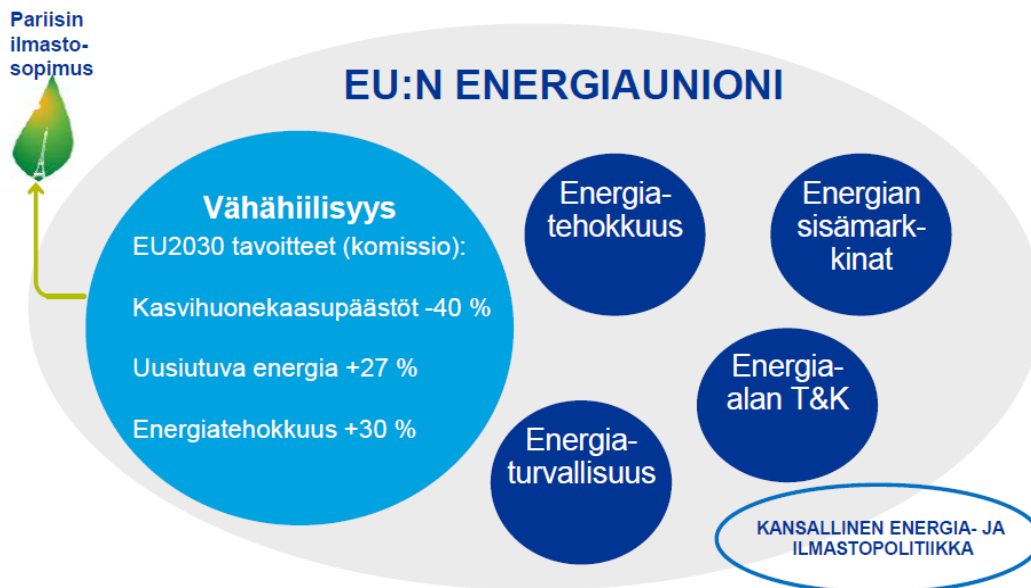 Pariisin
ilmasto-
sopimus
EU:N ENERGIAUNIONI
Vähähiilisyys
EU2030 tavoitteet (komissio):
Kasvihuonekaasupäästöt -40 %
Uusiutuva energia +27 %
Energiatehokkuus +30 %
Energia-
tehokkuus
Energian
sisämark-
kinat
Energia-
alan T&K
Energia-
turvallisuus
KANSALLINEN ENERGIA- JA
ILMASTOPOLITIIKKA